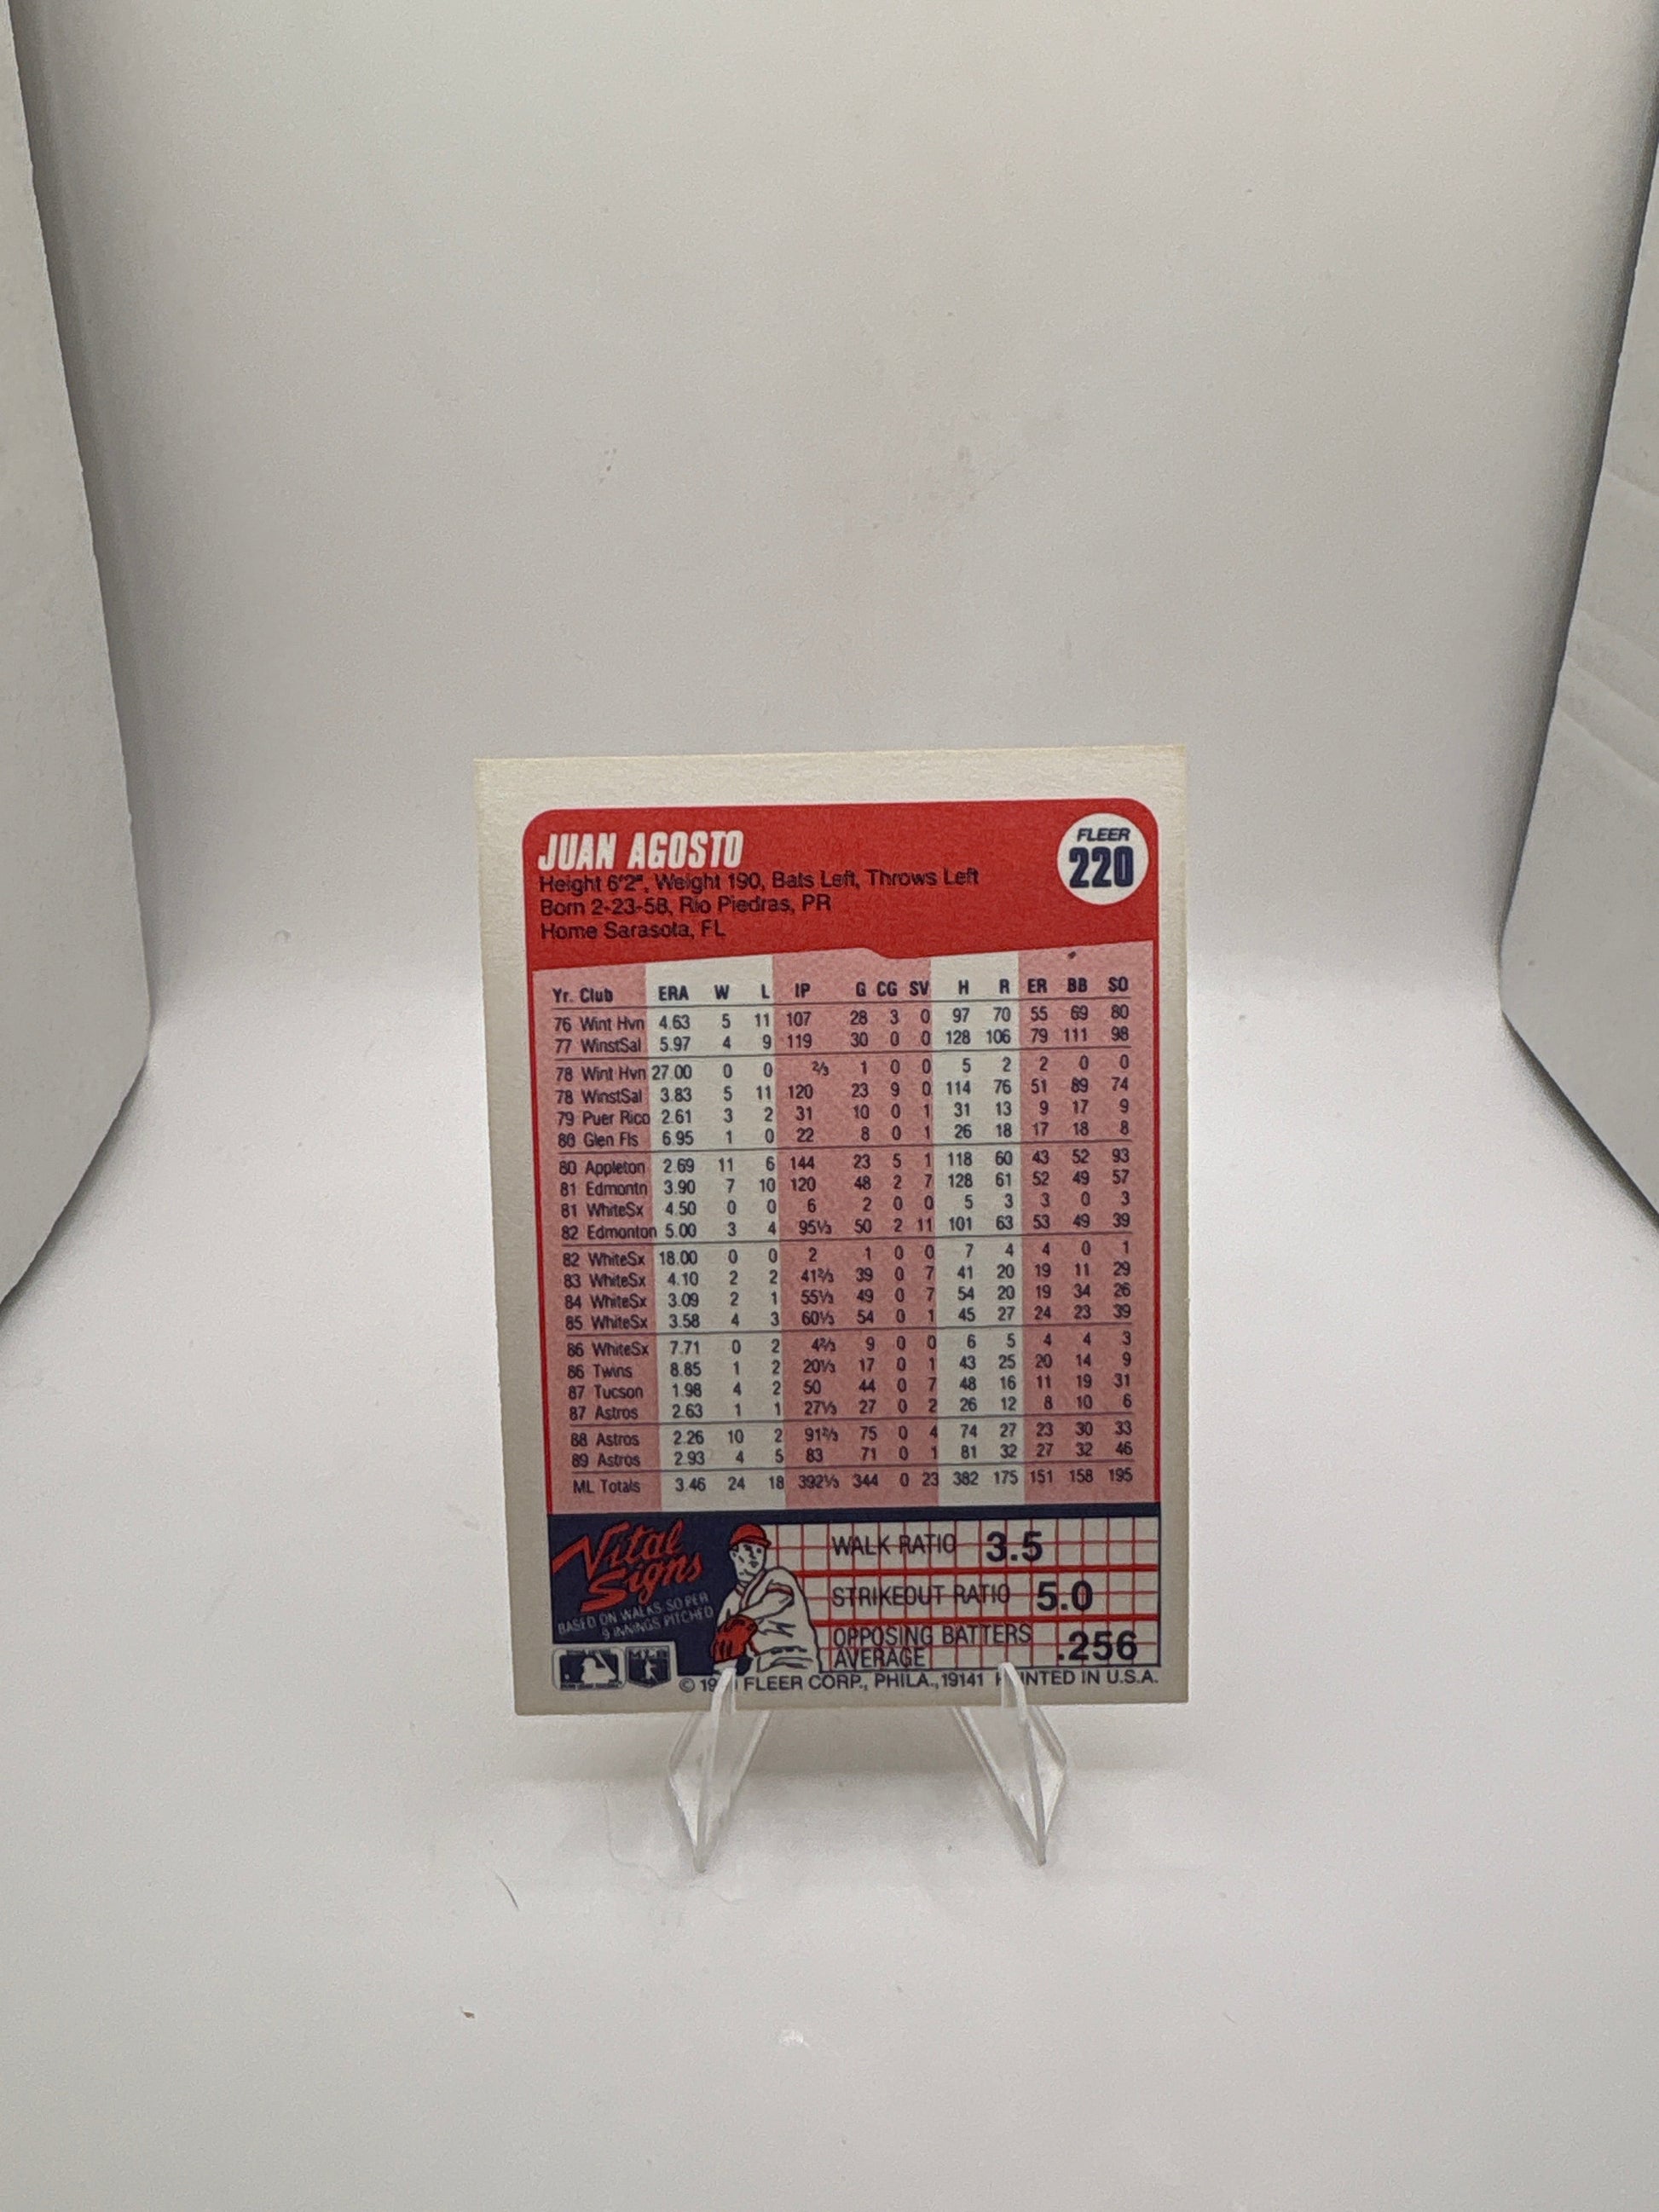 JUAN AGOSTO
FLEER
220
Height 6'2", Weight 190, Bats Left, Throws Left
Born 2-23-58, Rio Piedras, PR
Home Sarasota, FL
Yr. Club ERA W L IP G CG SV H R ER BB SO
76 Wint Hvn 4.63 5 11 107 28 3 0 97 70 55 69 80
77 WinstSal 5.97 4 9 119 30 0 0 128 106 79 111 98
78 Wint Hvn 27.00 0 0 2/3 1 0 0 5 2 2 0 0
78 WinstSal 3.83 5 11 120 23 9 0 114 76 51 89 74
79 Puer Rico 2.61 3 2 31 10 0 1 31 13 9 17 9
80 Glen Fls 6.95 1 0 22 8 0 1 26 18 17 18 8
80 Appleton 2.69 11 6 144 23 5 1 118 60 43 52 93
81 Edmontn 3.90 7 10 120 48 2 7 128 61 52 49 57
81 WhiteSx 4.50 0 0 6 2 0 0 5 3 3 0 3
82 Edmonton 5.00 3 4 95⅓ 50 2 11 101 63 53 49 39
82 WhiteSx 18.00 0 0 2 1 0 0 7 4 4 0 1
83 WhiteSx 4.10 2 2 41⅔ 39 0 7 41 20 19 11 29
84 WhiteSx 3.09 2 1 55⅓ 49 0 7 54 20 19 34 26
85 WhiteSx 3.58 4 3 60⅓ 54 0 1 45 27 24 23 39
86 WhiteSx 7.71 0 2 4⅔ 9 0 0 6 5 4 4 3
86 Twins 8.85 1 2 20⅓ 17 0 1 43 25 20 14 9
87 Tucson 1.98 4 2 50 44 0 7 48 16 11 19 31
87 Astros 2.63 1 1 27⅓ 27 0 2 26 12 8 10 6
88 Astros 2.26 10 2 91⅔ 75 0 4 74 27 23 30 33
89 Astros 2.93 4 5 83 71 0 1 81 32 27 32 46
ML Totals 3.46 24 18 392⅓ 344 0 23 382 175 151 158 195
Vital
Signs
BASED ON WALKS, SO PER
9 INNINGS PITCHED
WALK RATIO 3.5
STRIKEOUT RATIO 5.0
OPPOSING BATTERS
AVERAGE .256
© FLEER CORP., PHILA., 19141 PRINTED IN U.S.A.